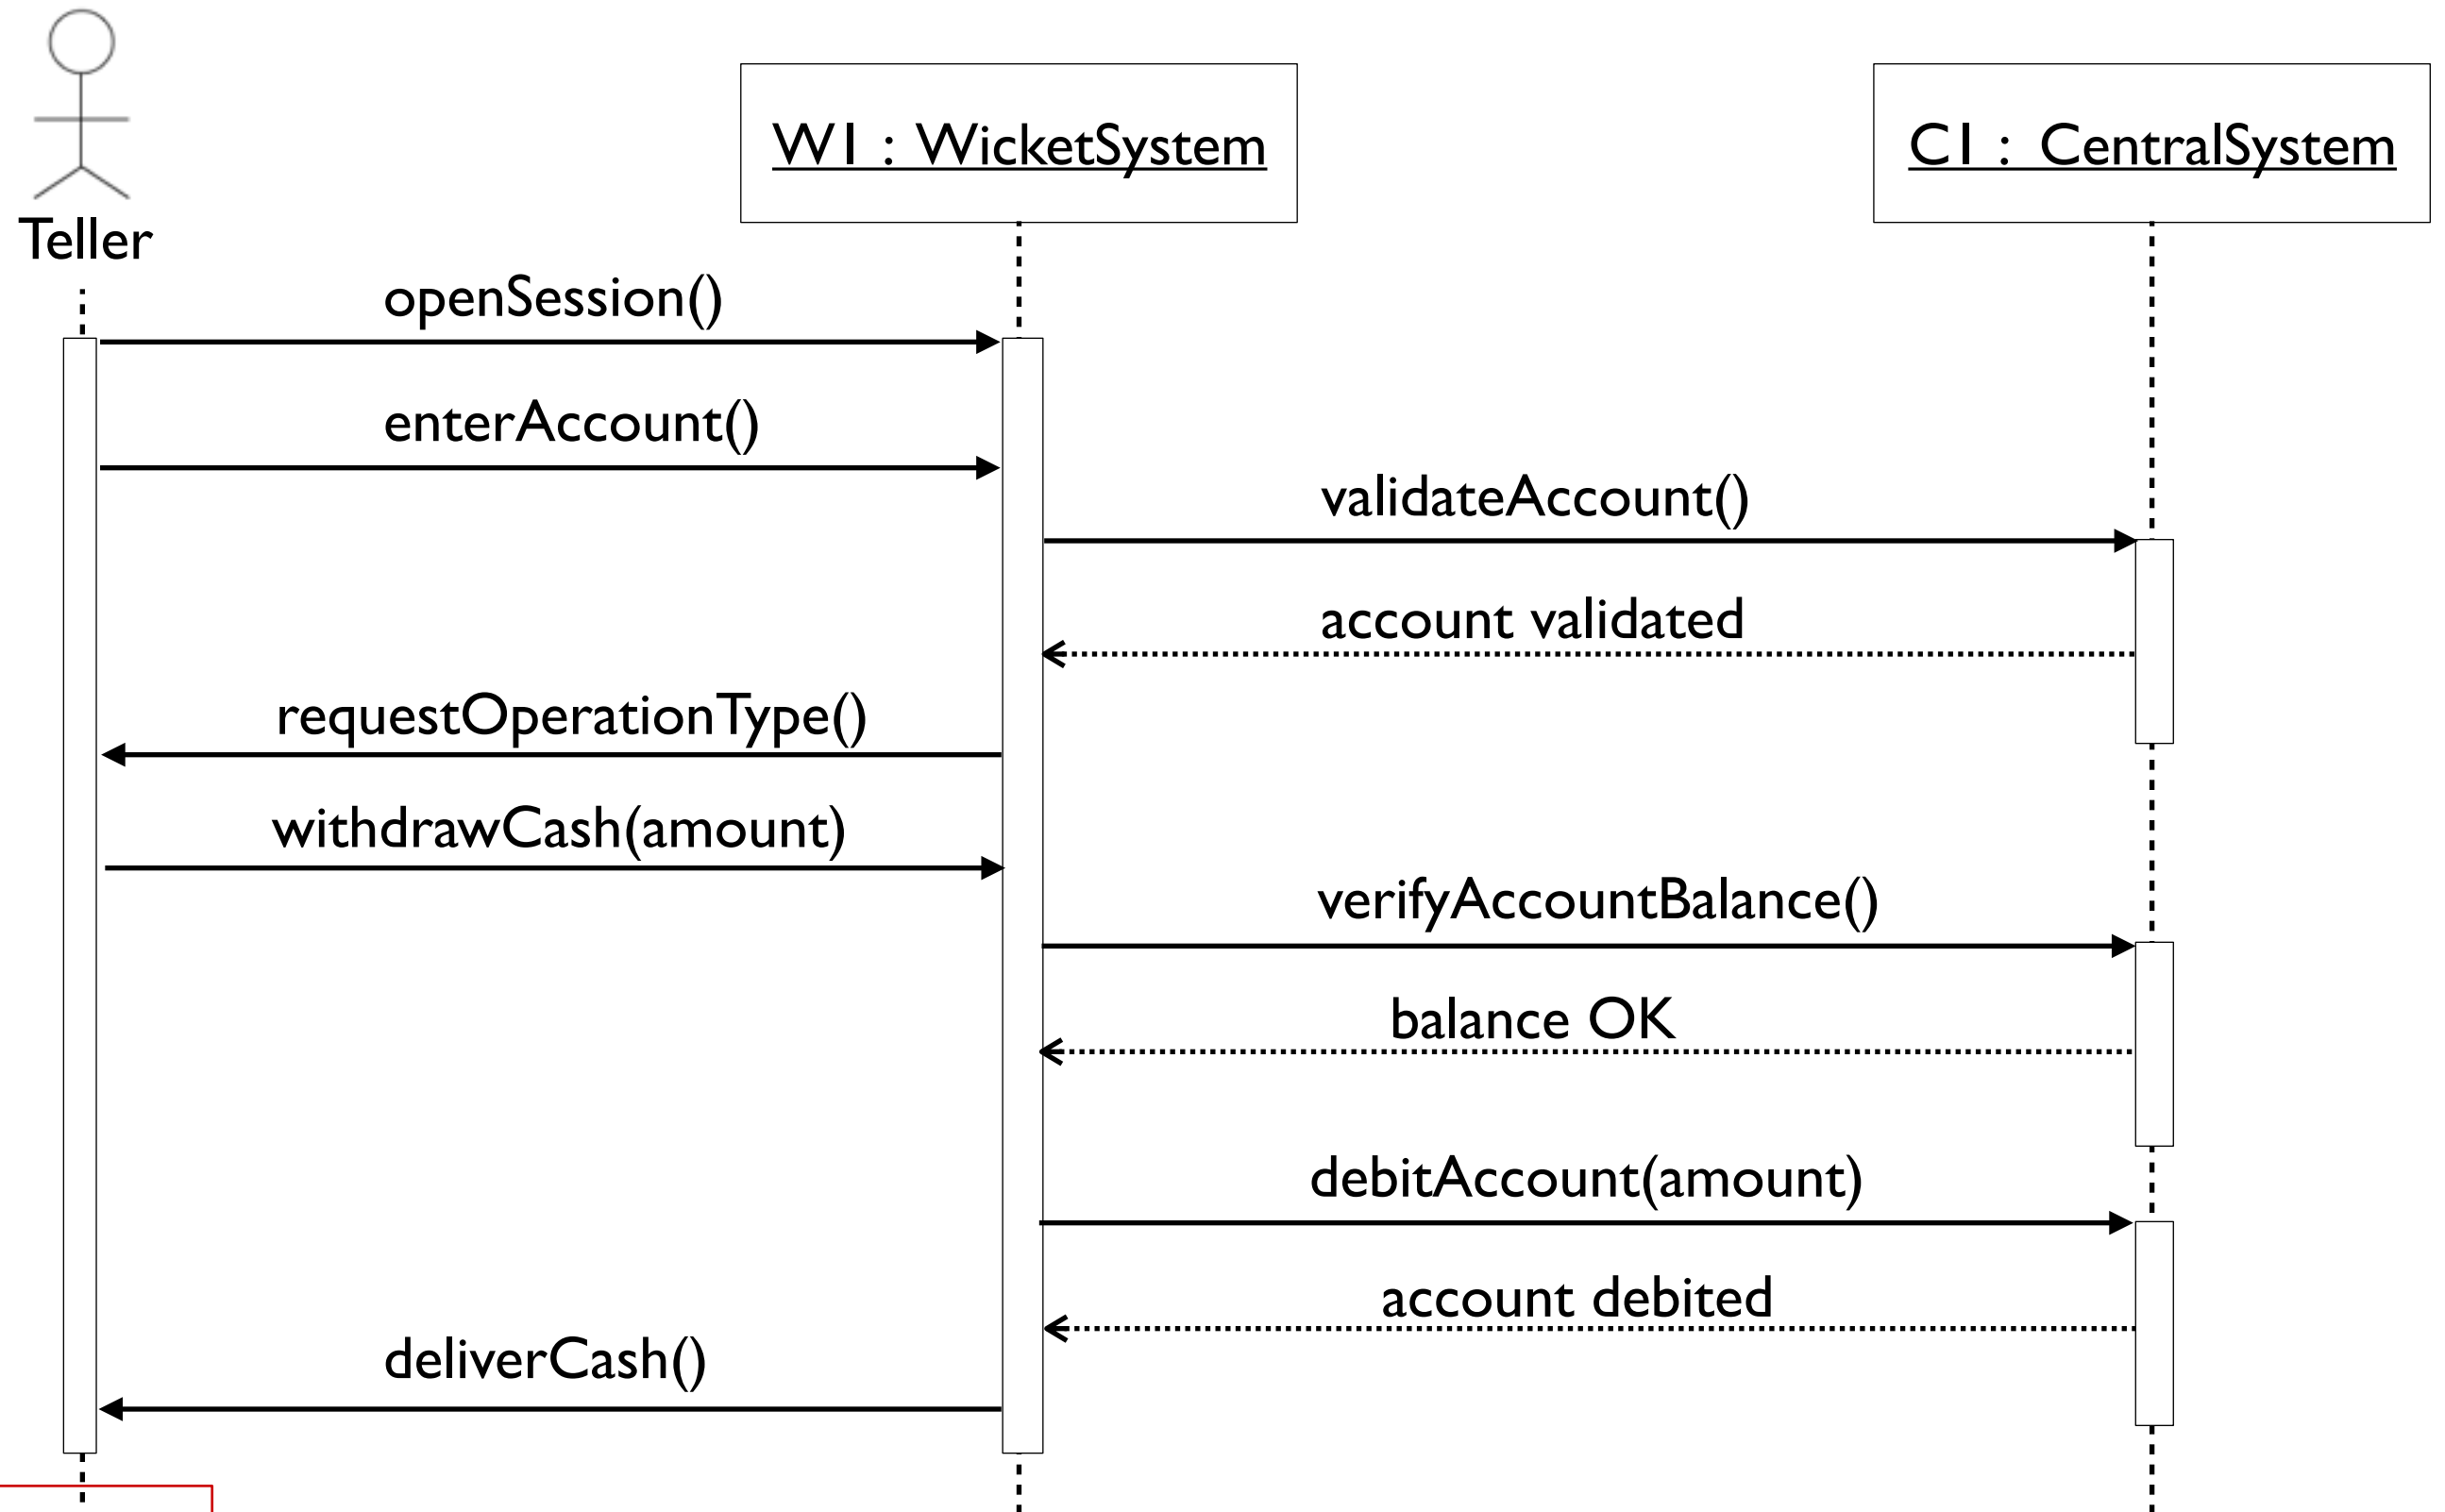 W1 : WicketSystem
C1 : CentralSystem
Teller
openSession()
enterAccount()
validateAccount()
account validated
requestOperationType()
withdrawCash(amount)
verifyAccountBalance()
balance OK
debitAccount(amount)
account debited
deliverCash()